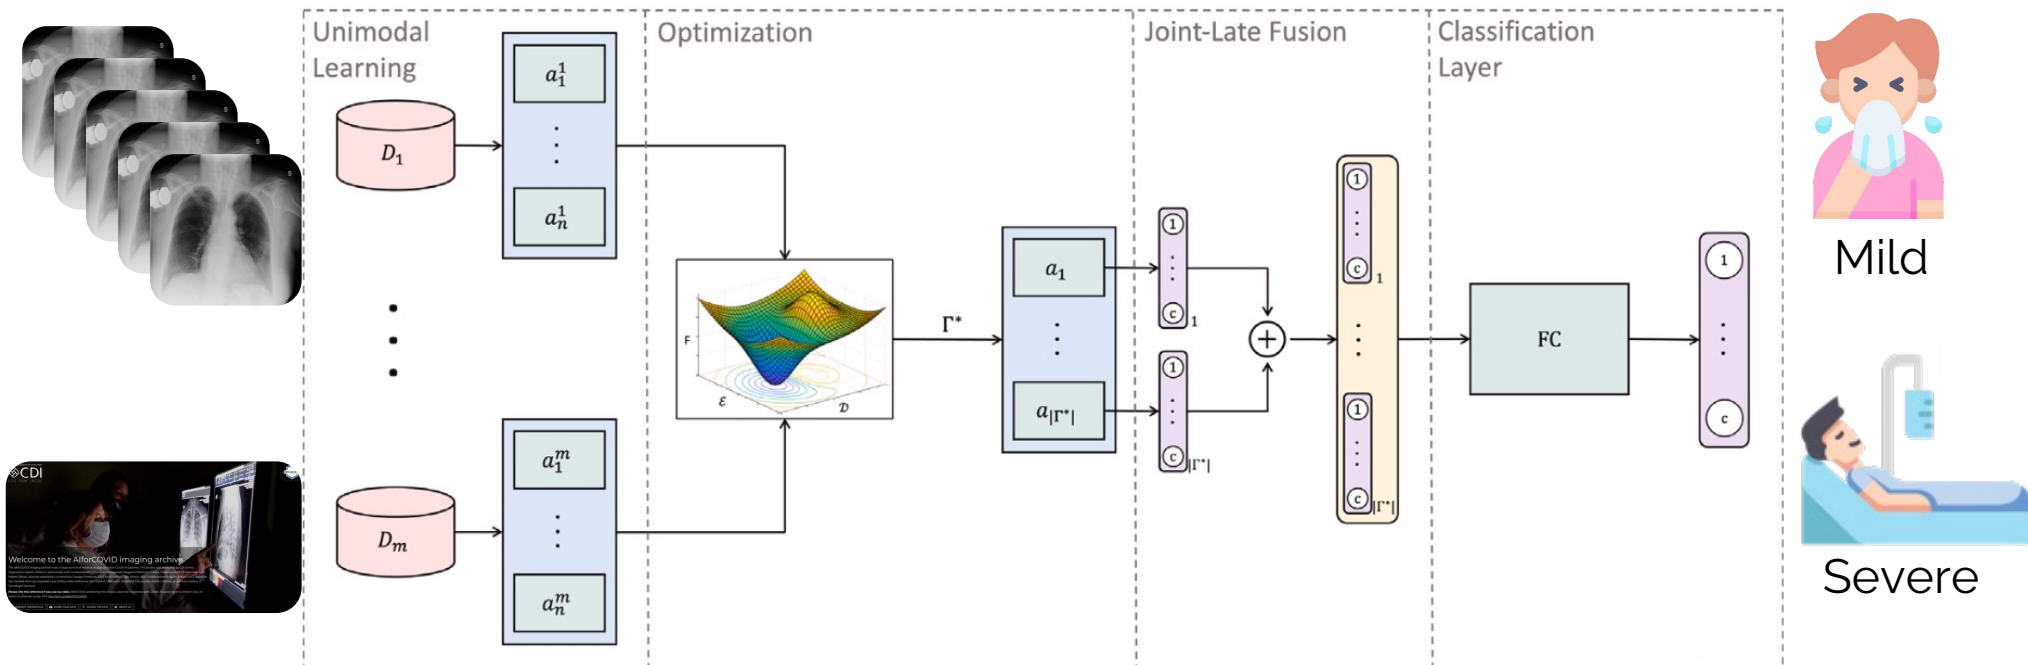 Unimodal
Learning
Optimization
Joint-Late Fusion
Classification
Layer
S
S
S
S
S
D₁
a₁¹
aₙ¹
Dₘ
a₁ᵐ
aₙᵐ
F
ℰ
𝒟
Γ*
a₁
a|Γ*|
1
c
1
1
c
|Γ*|
+
1
c
1
1
c
|Γ*|
FC
1
c
Mild
Severe
CDI
Welcome to the AIforCOVID imaging archive